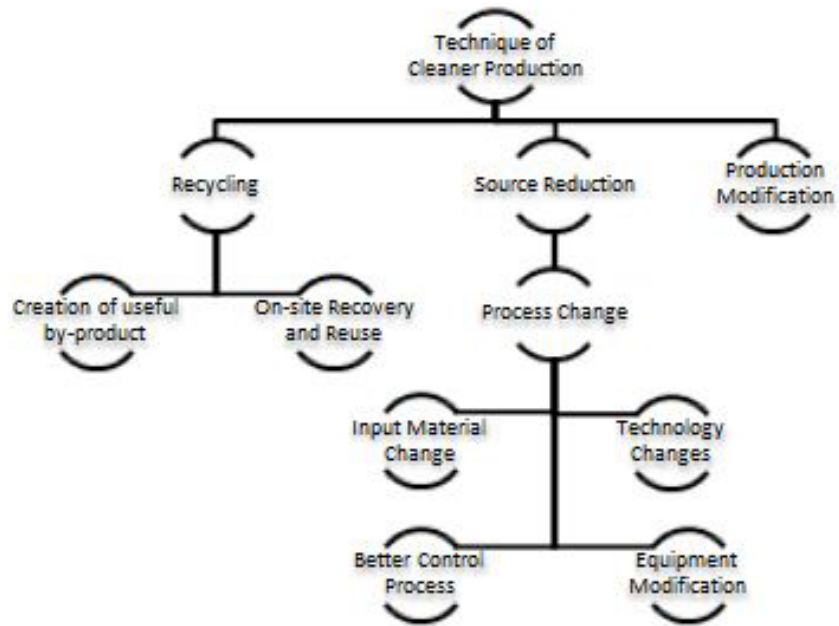 Technique of
Cleaner Production
Recycling
Source Reduction
Production
Modification
Creation of useful
by-product
On-site Recovery
and Reuse
Process Change
Input Material
Change
Technology
Changes
Better Control
Process
Equipment
Modification